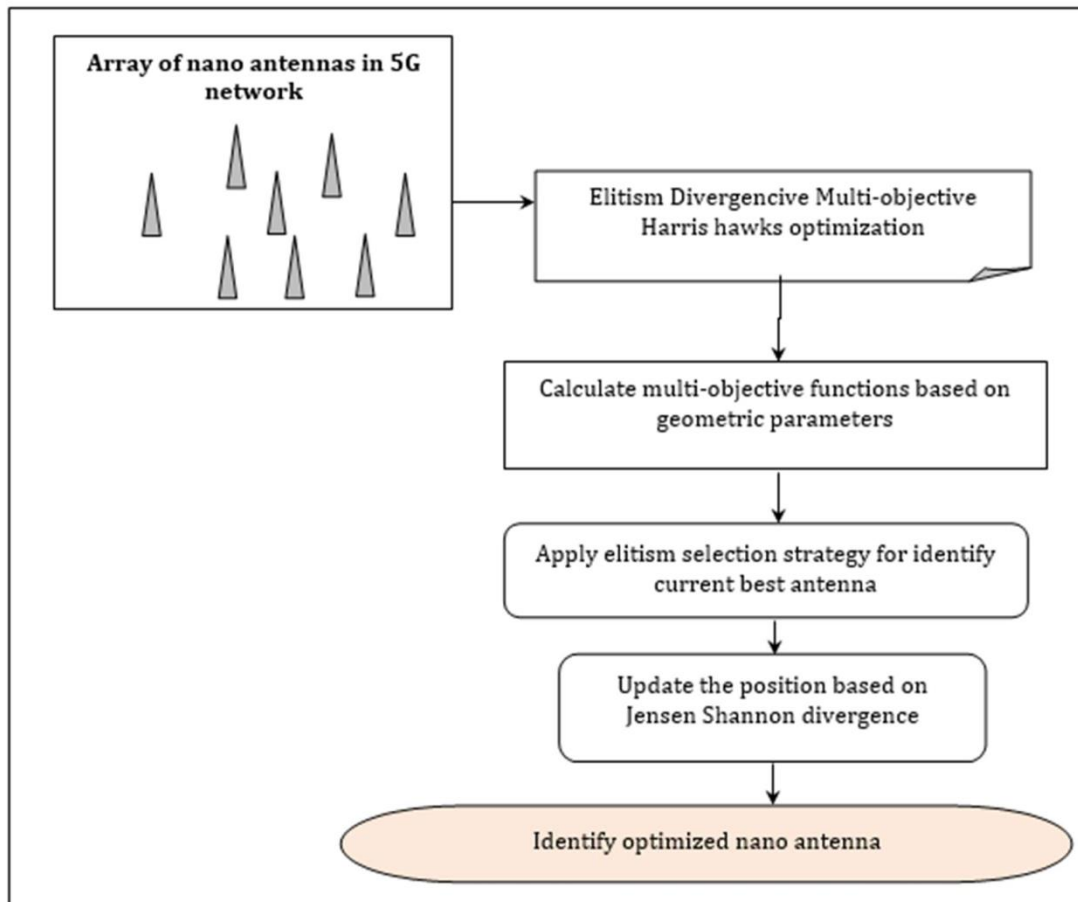 Array of nano antennas in 5G
network
Elitism Divergencive Multi-objective
Harris hawks optimization
Calculate multi-objective functions based on
geometric parameters
Apply elitism selection strategy for identify
current best antenna
Update the position based on
Jensen Shannon divergence
Identify optimized nano antenna